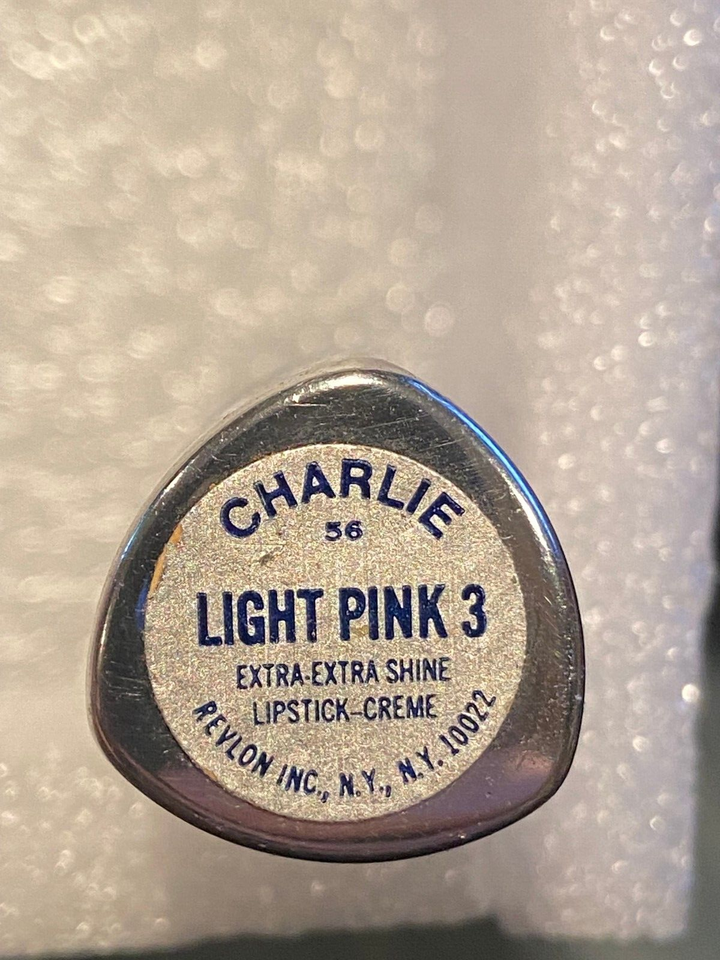 CHARLIE
56
LIGHT PINK 3
EXTRA-EXTRA SHINE
LIPSTICK-CREME
REVLON INC., N.Y., N.Y. 10022